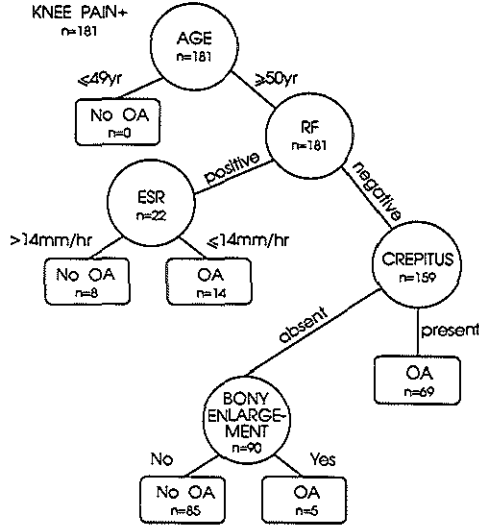 KNEE PAIN+
n=181
AGE
n=181
⩽49yr
⩾50yr
No OA
n=0
RF
n=181
positive
negative
ESR
n=22
>14mm/hr
⩽14mm/hr
No OA
n=8
OA
n=14
CREPITUS
n=159
absent
present
OA
n=69
BONY
ENLARGE-
MENT
n=90
No
Yes
No OA
n=85
OA
n=5